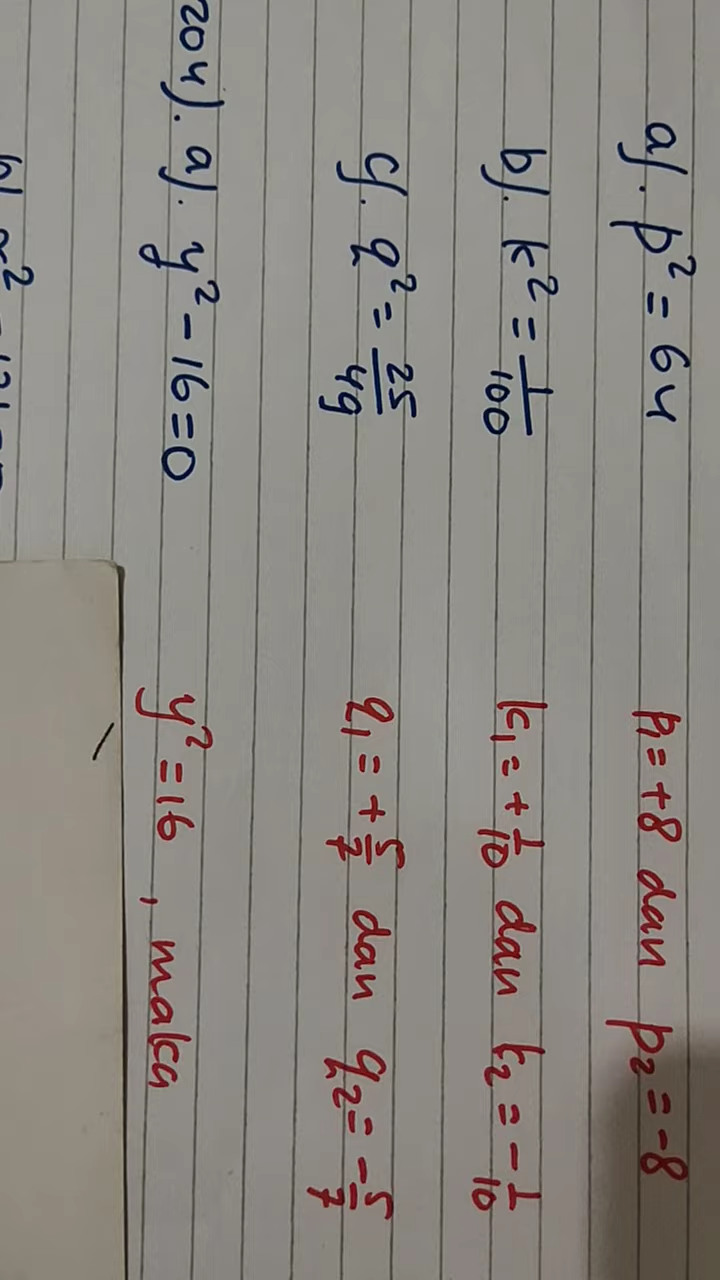 a). p² = 64 p₁ = +8 dan p₂ = -8
b). k² = 1/100 k₁ = + 1/10 dan k₂ = - 1/10
c). q² = 25/49 q₁ = + 5/7 dan q₂ = - 5/7
204). a). y² - 16 = 0 y² = 16 , maka